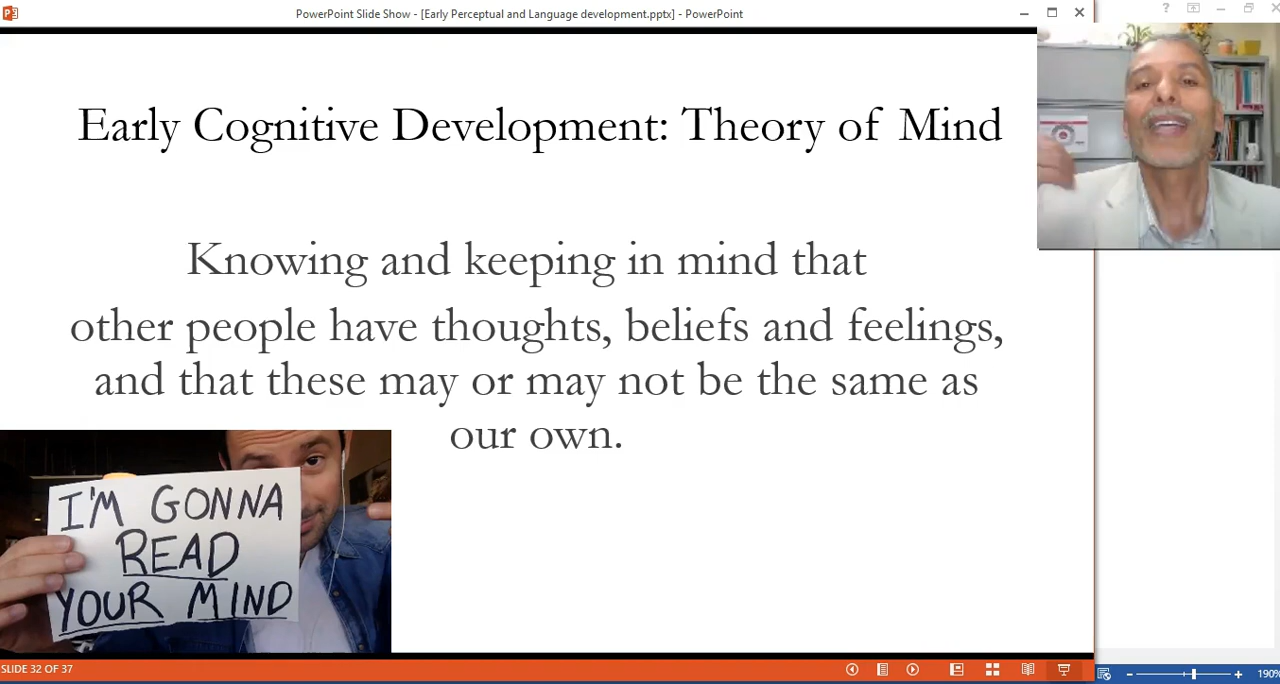 PowerPoint Slide Show - [Early Perceptual and Language development.pptx] - PowerPoint
Early Cognitive Development: Theory of Mind
Knowing and keeping in mind that
other people have thoughts, beliefs and feelings,
and that these may or may not be the same as
our own.
I'M GONNA
READ
YOUR MIND
SLIDE 32 OF 37
190%